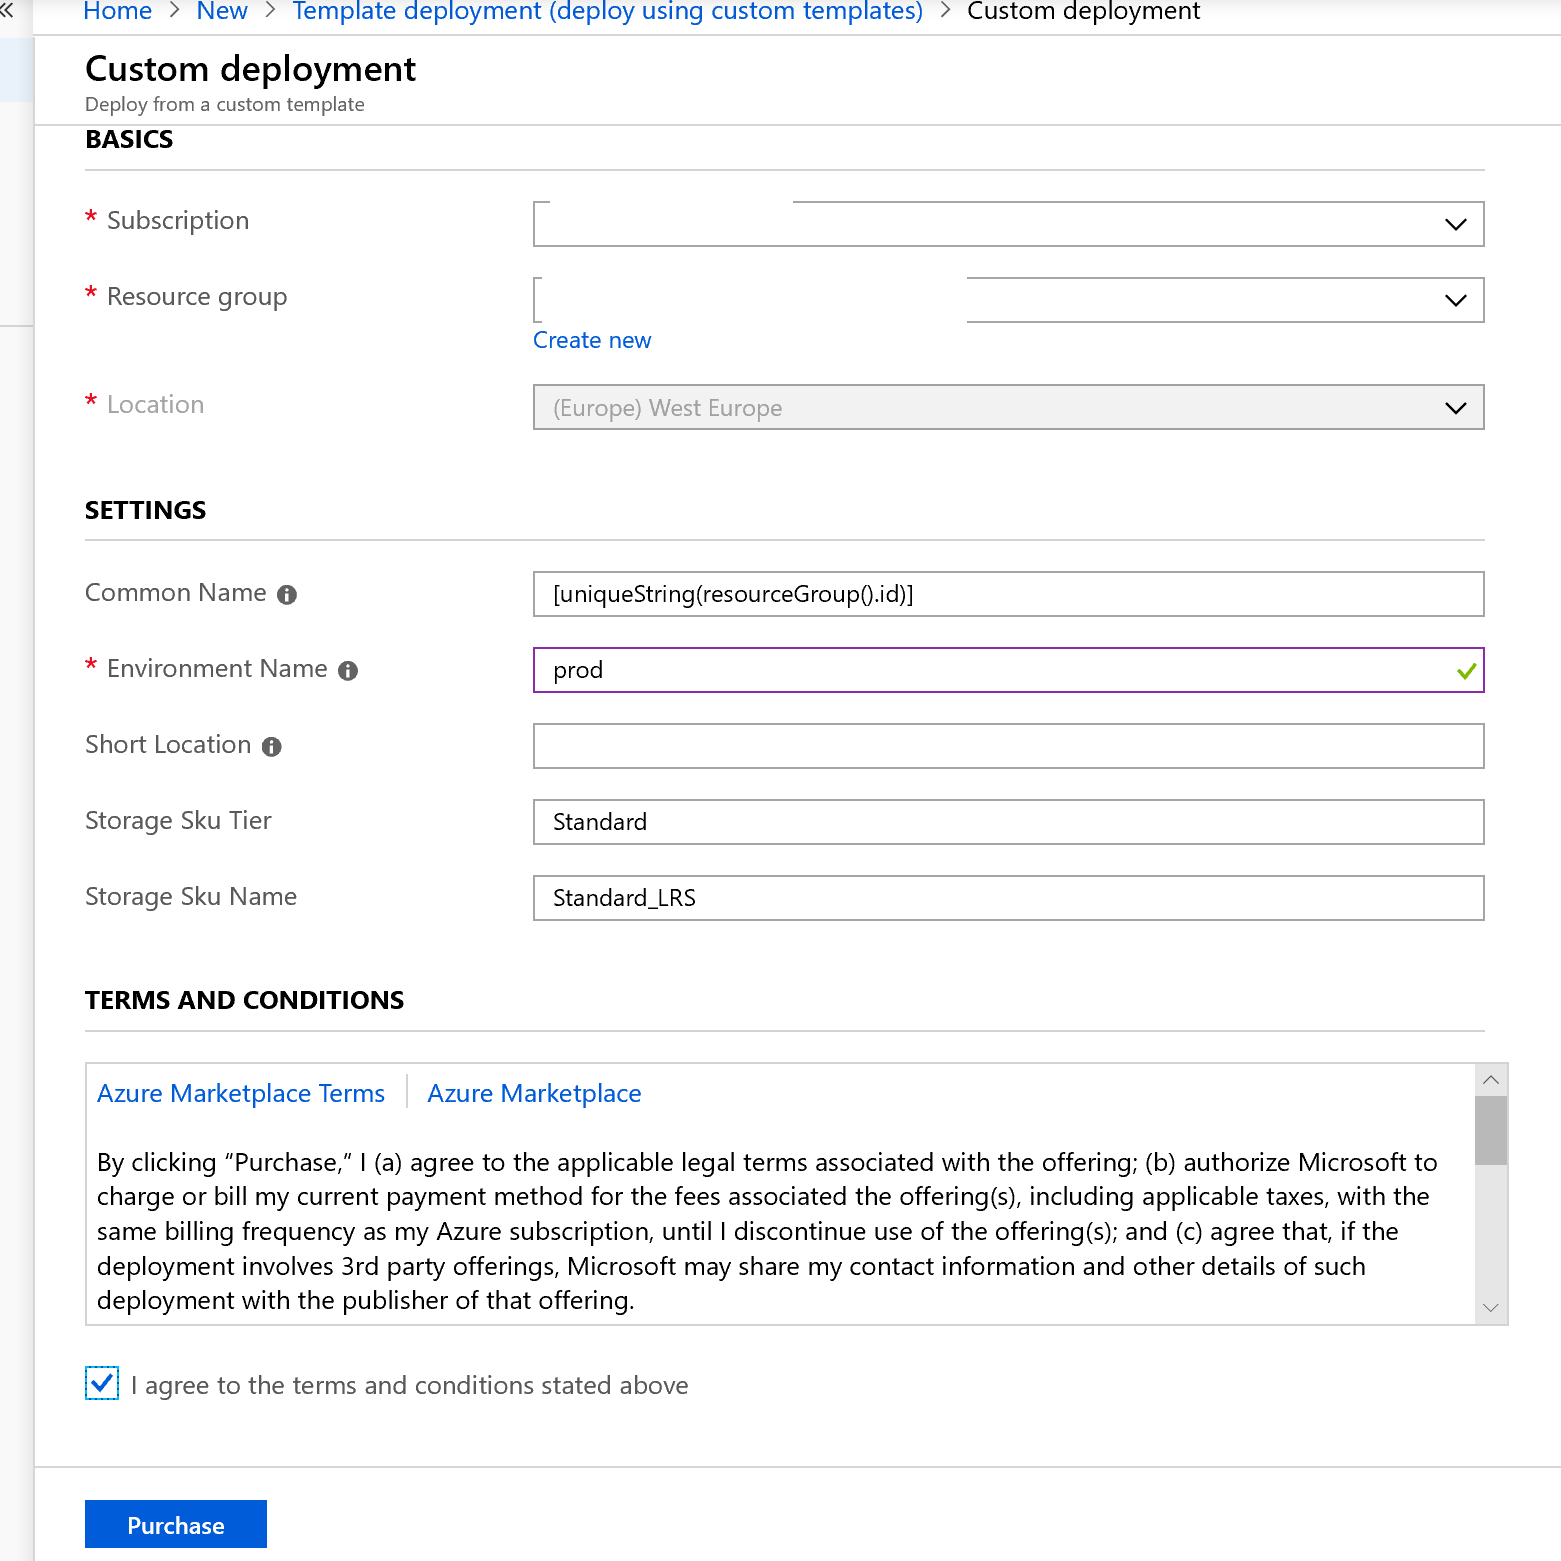 Home > New > Template deployment (deploy using custom templates) > Custom deployment
Custom deployment
Deploy from a custom template
BASICS
* Subscription
* Resource group
Create new
* Location
(Europe) West Europe
SETTINGS
Common Name
[uniqueString(resourceGroup().id)]
* Environment Name
prod
Short Location
Storage Sku Tier
Standard
Storage Sku Name
Standard_LRS
TERMS AND CONDITIONS
Azure Marketplace Terms | Azure Marketplace
By clicking “Purchase,” I (a) agree to the applicable legal terms associated with the offering; (b) authorize Microsoft to
charge or bill my current payment method for the fees associated the offering(s), including applicable taxes, with the
same billing frequency as my Azure subscription, until I discontinue use of the offering(s); and (c) agree that, if the
deployment involves 3rd party offerings, Microsoft may share my contact information and other details of such
deployment with the publisher of that offering.
I agree to the terms and conditions stated above
Purchase